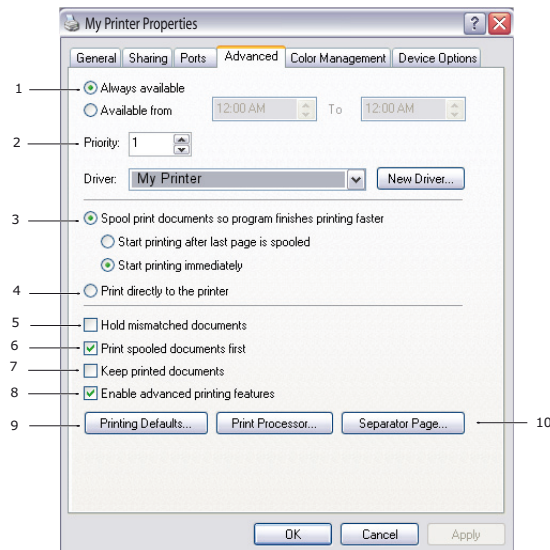 My Printer Properties
General Sharing Ports Advanced Color Management Device Options
1 Always available
Available from 12:00 AM To 12:00 AM
2 Priority: 1
Driver: My Printer New Driver...
3 Spool print documents so program finishes printing faster
Start printing after last page is spooled
Start printing immediately
4 Print directly to the printer
5 Hold mismatched documents
6 Print spooled documents first
7 Keep printed documents
8 Enable advanced printing features
9 Printing Defaults... Print Processor... Separator Page... 10
OK Cancel Apply